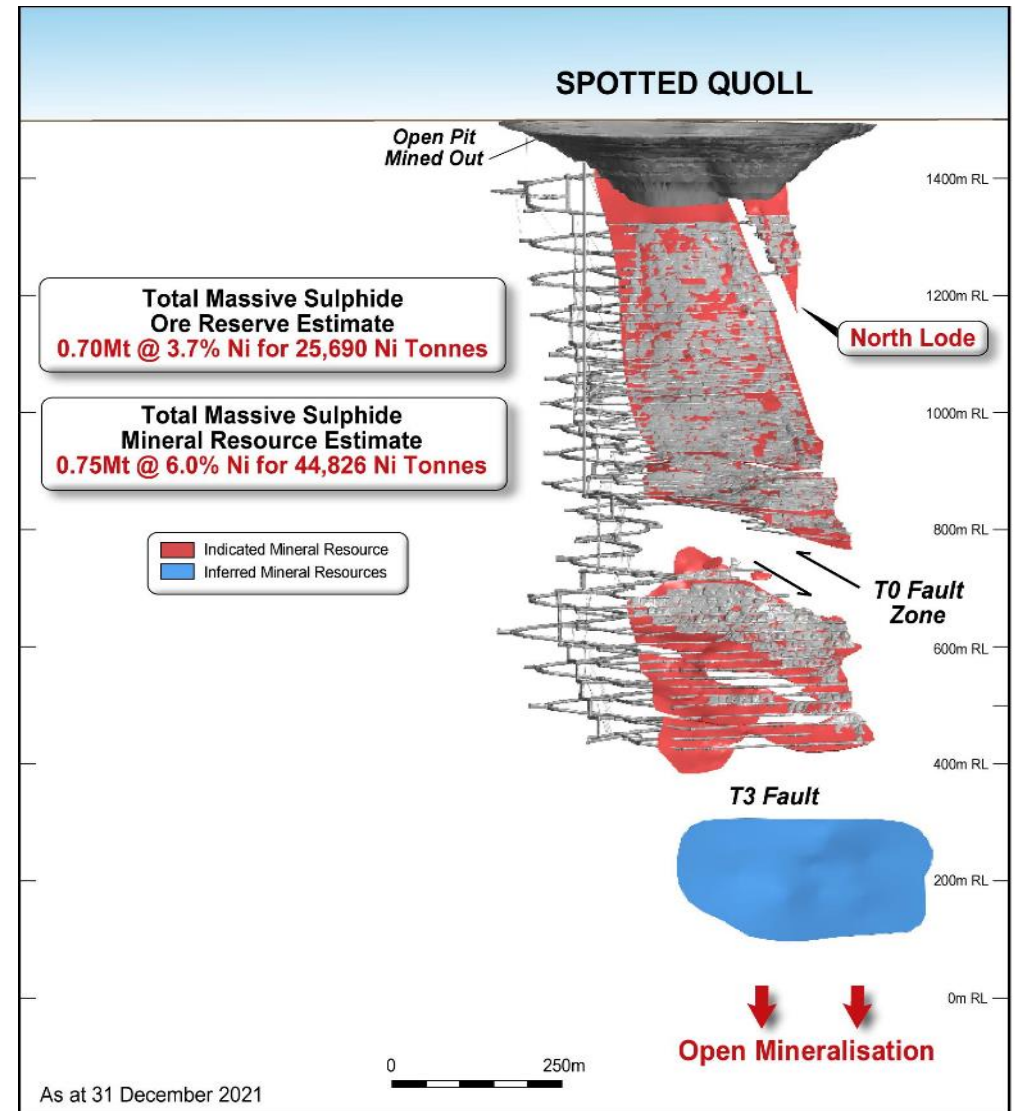 SPOTTED QUOLL
Open Pit
Mined Out
1400m RL
Total Massive Sulphide
Ore Reserve Estimate
0.70Mt @ 3.7% Ni for 25,690 Ni Tonnes
1200m RL
North Lode
Total Massive Sulphide
Mineral Resource Estimate
0.75Mt @ 6.0% Ni for 44,826 Ni Tonnes
1000m RL
800m RL
Indicated Mineral Resource
Inferred Mineral Resources
T0 Fault
Zone
600m RL
400m RL
T3 Fault
200m RL
0m RL
Open Mineralisation
0 250m
As at 31 December 2021